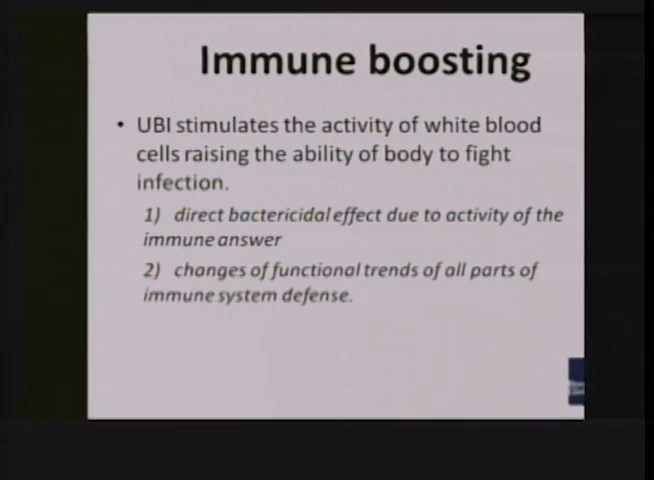 Immune boosting
• UBI stimulates the activity of white blood
cells raising the ability of body to fight
infection.
1) direct bactericidal effect due to activity of the
immune answer
2) changes of functional trends of all parts of
immune system defense.